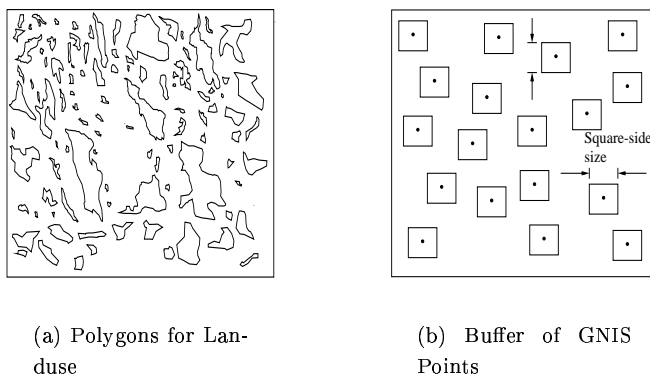 Square-side
size
(a) Polygons for Lan-
duse
(b) Buffer of GNIS
Points